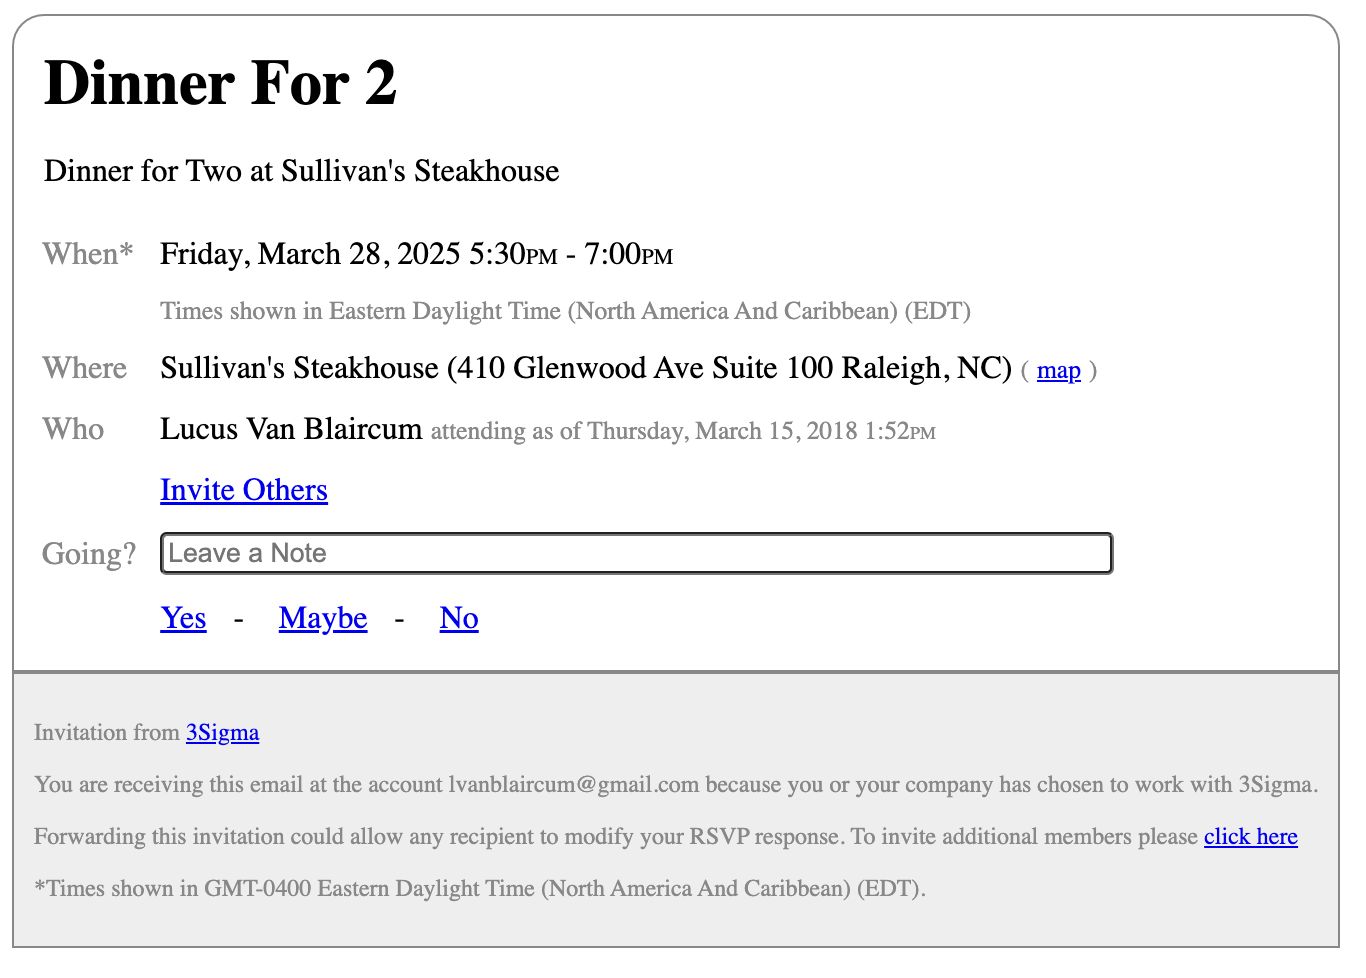 Dinner For 2
Dinner for Two at Sullivan's Steakhouse
When* Friday, March 28, 2025 5:30PM - 7:00PM
Times shown in Eastern Daylight Time (North America And Caribbean) (EDT)
Where Sullivan's Steakhouse (410 Glenwood Ave Suite 100 Raleigh, NC) ( map )
Who Lucus Van Blaircum attending as of Thursday, March 15, 2018 1:52PM
Invite Others
Going? Leave a Note
Yes - Maybe - No
Invitation from 3Sigma
You are receiving this email at the account lvanblaircum@gmail.com because you or your company has chosen to work with 3Sigma.
Forwarding this invitation could allow any recipient to modify your RSVP response. To invite additional members please click here
*Times shown in GMT-0400 Eastern Daylight Time (North America And Caribbean) (EDT).